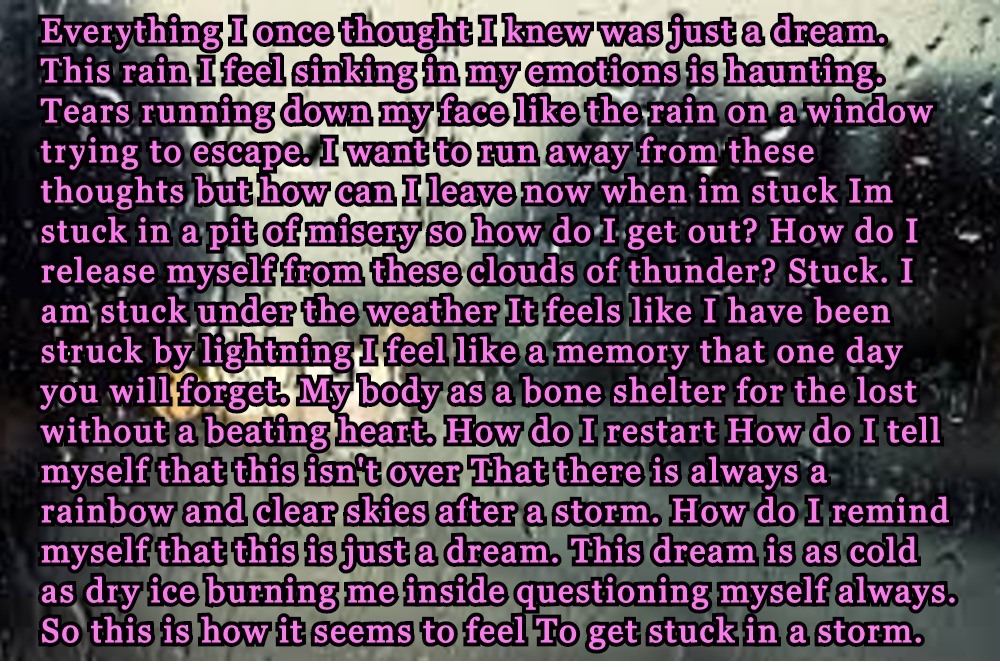 Everything I once thought I knew was just a dream.
This rain I feel sinking in my emotions is haunting.
Tears running down my face like the rain on a window
trying to escape. I want to run away from these
thoughts but how can I leave now when im stuck Im
stuck in a pit of misery so how do I get out? How do I
release myself from these clouds of thunder? Stuck. I
am stuck under the weather It feels like I have been
struck by lightning I feel like a memory that one day
you will forget. My body as a bone shelter for the lost
without a beating heart. How do I restart How do I tell
myself that this isn't over That there is always a
rainbow and clear skies after a storm. How do I remind
myself that this is just a dream. This dream is as cold
as dry ice burning me inside questioning myself always.
So this is how it seems to feel To get stuck in a storm.